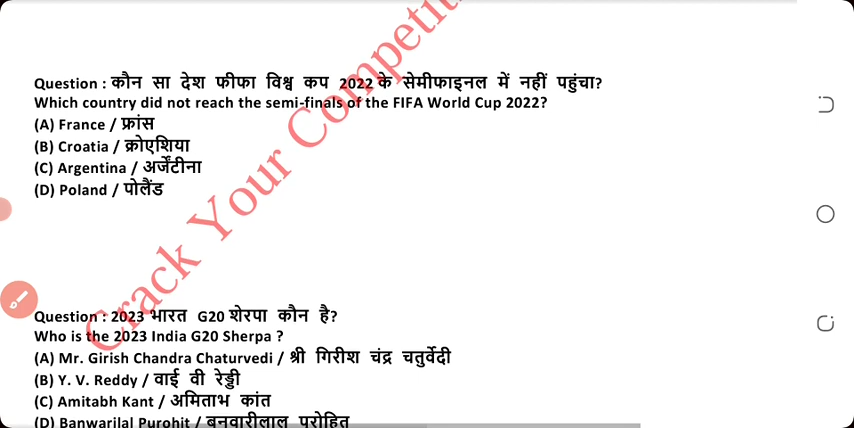 Question : कौन सा देश फीफा विश्व कप 2022 के सेमीफाइनल में नहीं पहुंचा?
Which country did not reach the semi-finals of the FIFA World Cup 2022?
(A) France / फ्रांस
(B) Croatia / क्रोएशिया
(C) Argentina / अर्जेंटीना
(D) Poland / पोलैंड
Crack Your Competiti
Question : 2023 भारत G20 शेरपा कौन है?
Who is the 2023 India G20 Sherpa ?
(A) Mr. Girish Chandra Chaturvedi / श्री गिरीश चंद्र चतुर्वेदी
(B) Y. V. Reddy / वाई वी रेड्डी
(C) Amitabh Kant / अमिताभ कांत
(D) Banwarilal Purohit / बनवारीलाल पुरोहित